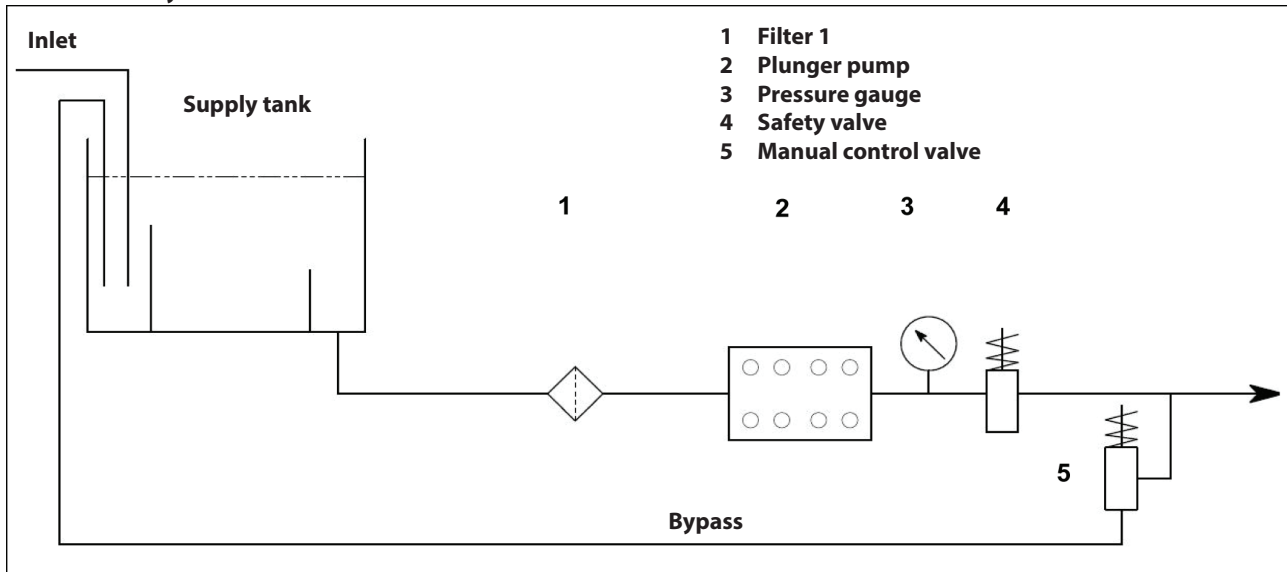 Inlet
Supply tank
1 Filter 1
2 Plunger pump
3 Pressure gauge
4 Safety valve
5 Manual control valve
1 2 3 4
5
Bypass